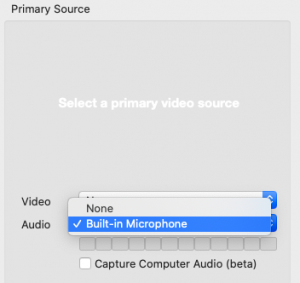 Primary Source
Select a primary video source
Video
None
Audio
✓ Built-in Microphone
Capture Computer Audio (beta)